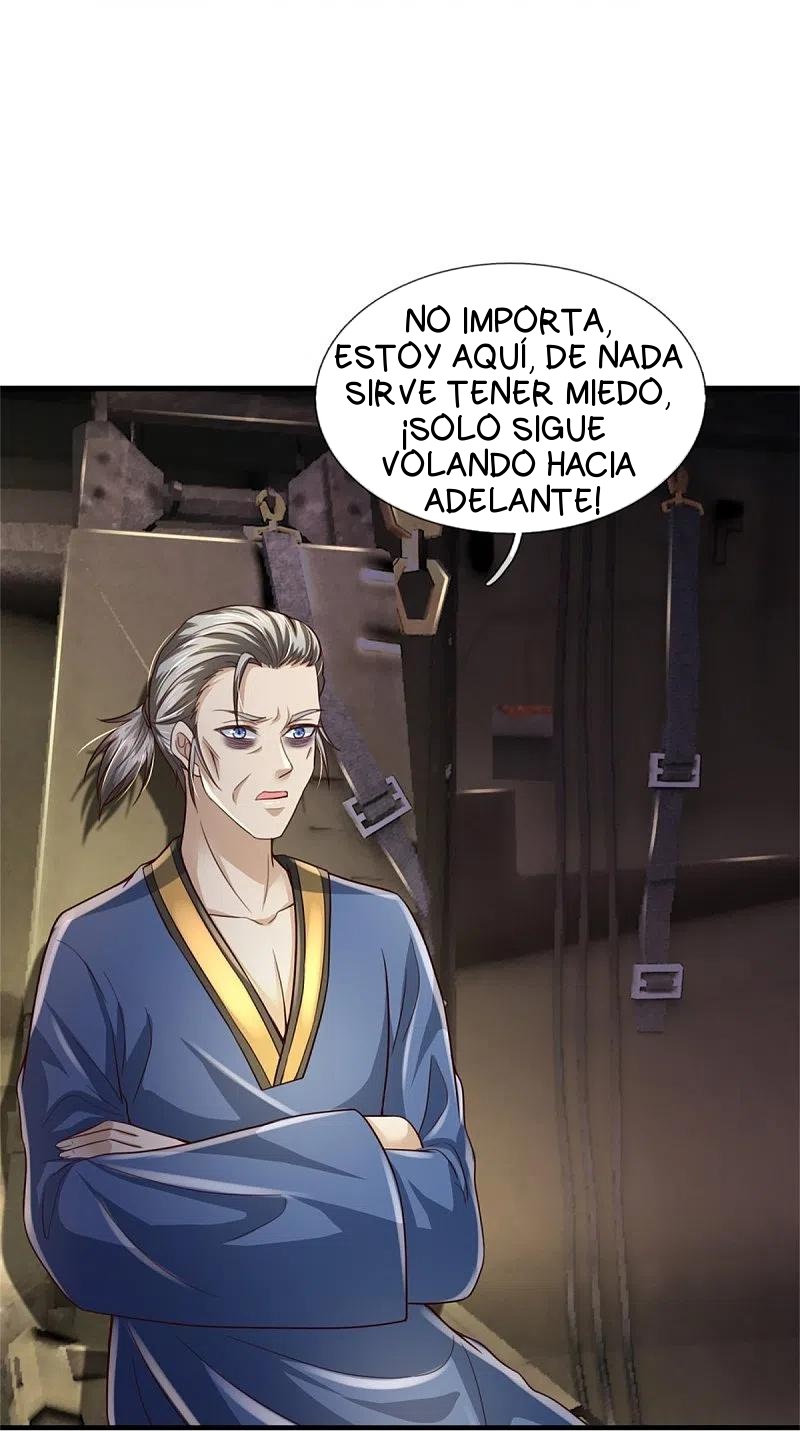 NO IMPORTA,
ESTOY AQUÍ, DE NADA
SIRVE TENER MIEDO,
¡SOLO SIGUE
VOLANDO HACIA
ADELANTE!